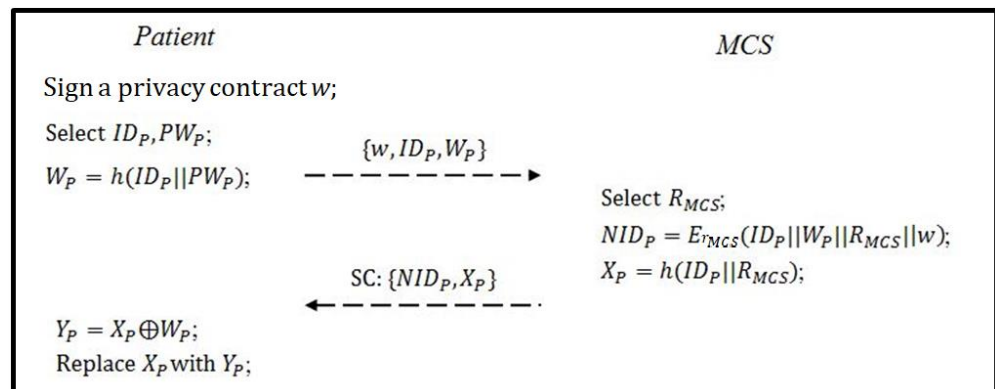 Patient
MCS
Sign a privacy contract w;
Select ID_P, PW_P;
W_P = h(ID_P||PW_P);
{w, ID_P, W_P}
Select R_MCS;
NID_P = E_r_MCS(ID_P||W_P||R_MCS||w);
X_P = h(ID_P||R_MCS);
SC: {NID_P, X_P}
Y_P = X_P⊕W_P;
Replace X_P with Y_P;